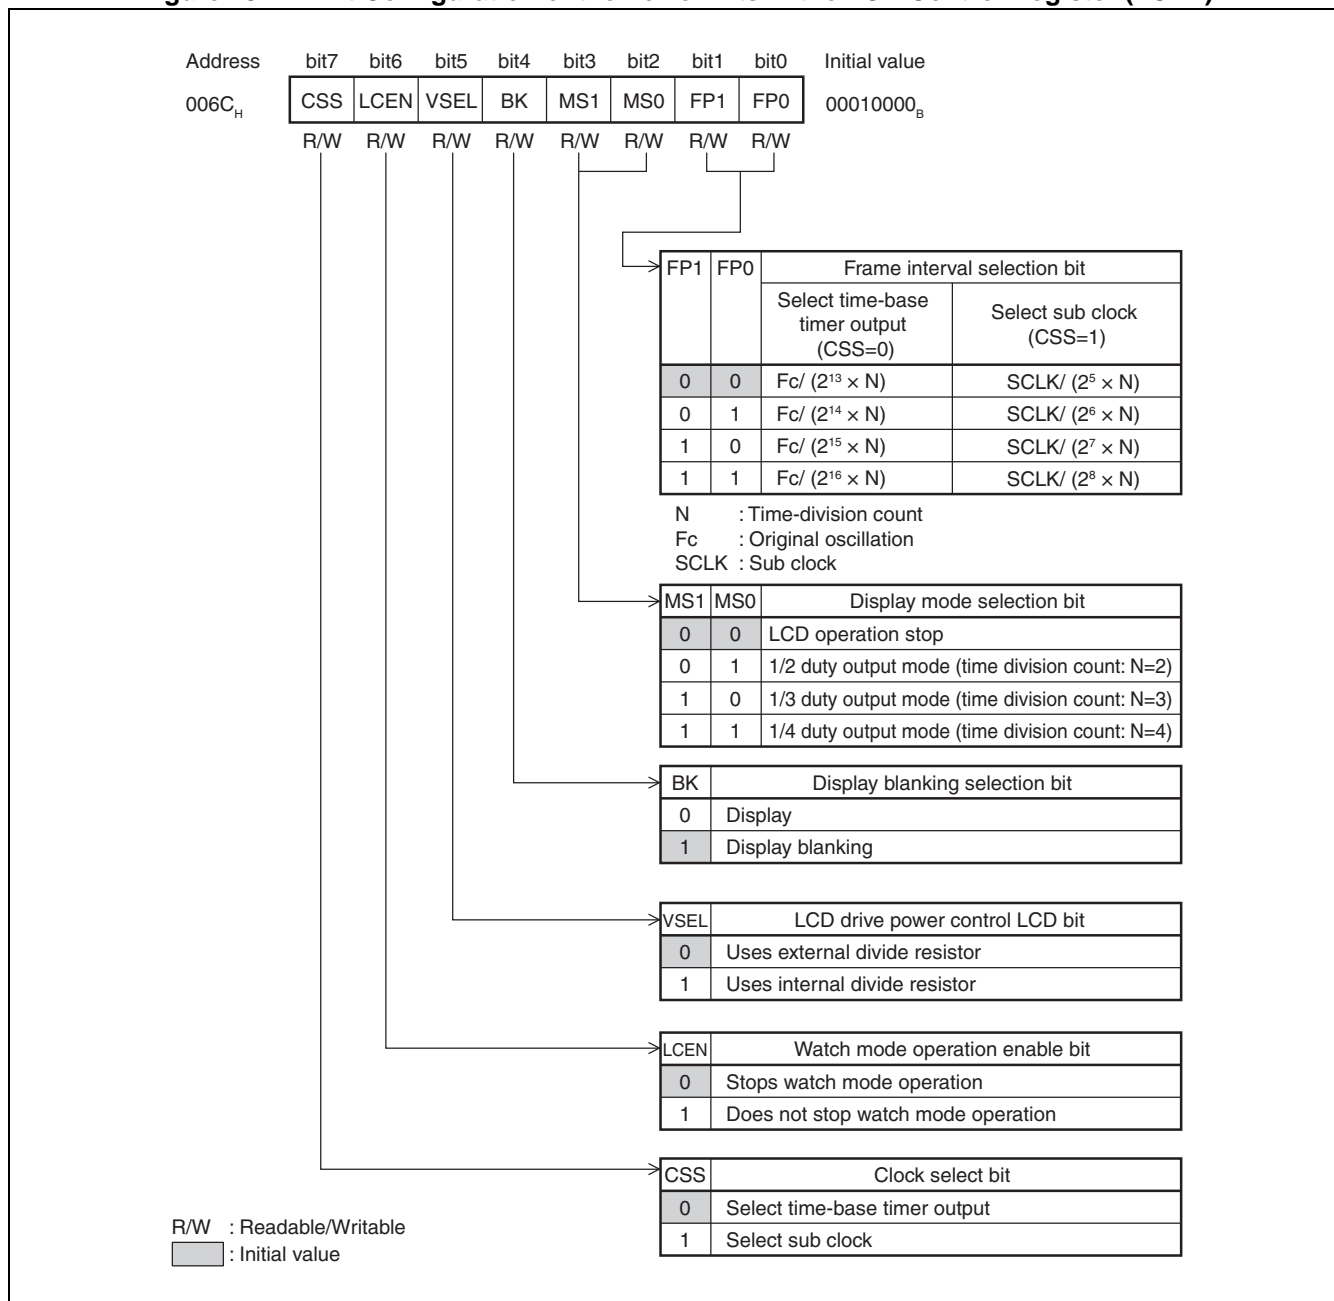 Address bit7 bit6 bit5 bit4 bit3 bit2 bit1 bit0 Initial value
006CH CSS LCEN VSEL BK MS1 MS0 FP1 FP0 00010000B
R/W R/W R/W R/W R/W R/W R/W R/W
FP1 FP0 Frame interval selection bit
Select time-base
timer output
(CSS=0)
Select sub clock
(CSS=1)
0 0 Fc/ (2¹³ × N) SCLK/ (2⁵ × N)
0 1 Fc/ (2¹⁴ × N) SCLK/ (2⁶ × N)
1 0 Fc/ (2¹⁵ × N) SCLK/ (2⁷ × N)
1 1 Fc/ (2¹⁶ × N) SCLK/ (2⁸ × N)
N : Time-division count
Fc : Original oscillation
SCLK : Sub clock
MS1 MS0 Display mode selection bit
0 0 LCD operation stop
0 1 1/2 duty output mode (time division count: N=2)
1 0 1/3 duty output mode (time division count: N=3)
1 1 1/4 duty output mode (time division count: N=4)
BK Display blanking selection bit
0 Display
1 Display blanking
VSEL LCD drive power control LCD bit
0 Uses external divide resistor
1 Uses internal divide resistor
LCEN Watch mode operation enable bit
0 Stops watch mode operation
1 Does not stop watch mode operation
CSS Clock select bit
0 Select time-base timer output
1 Select sub clock
R/W : Readable/Writable
: Initial value